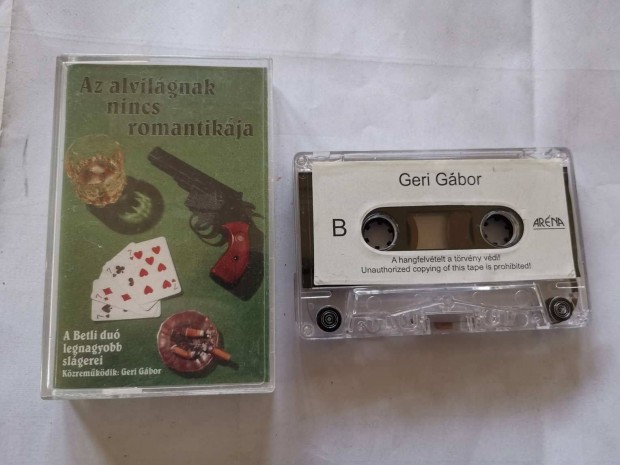 Az alvilágnak
nincs
romantikája
A Betli duó
legnagyobb
slágerei
Közreműködik: Geri Gábor
Geri Gábor
B
ARÉNA
A hangfelvételt a törvény védi!
Unauthorized copying of this tape is prohibited!